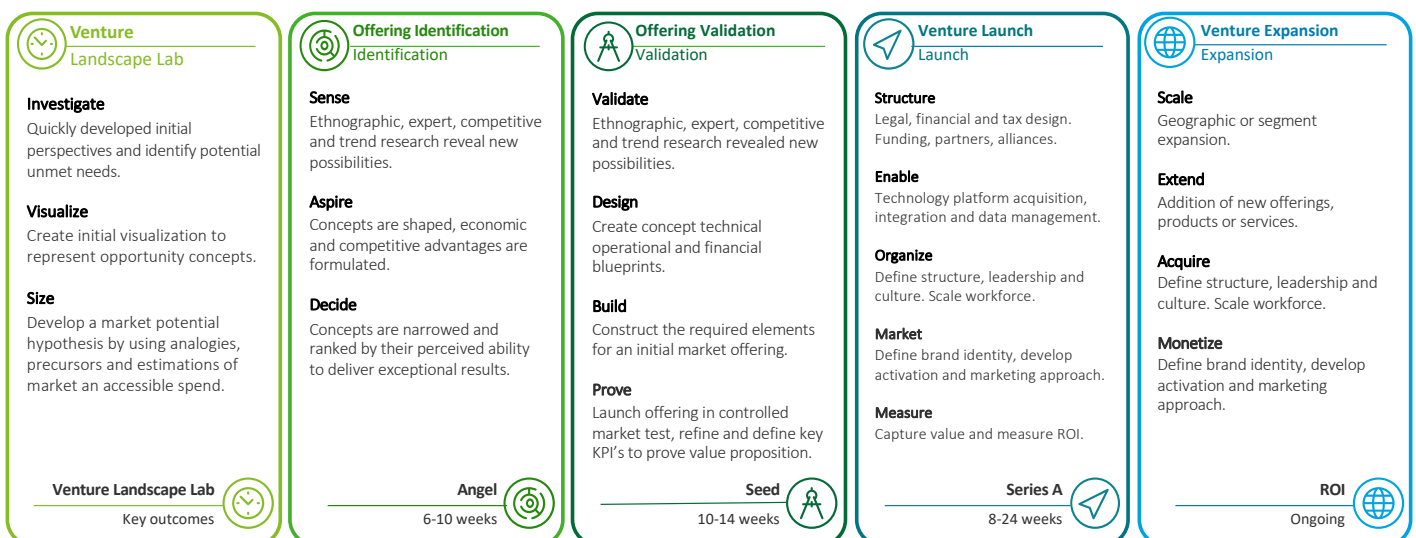 Venture
Landscape Lab
Investigate
Quickly developed initial
perspectives and identify potential
unmet needs.
Visualize
Create initial visualization to
represent opportunity concepts.
Size
Develop a market potential
hypothesis by using analogies,
precursors and estimations of
market an accessible spend.
Venture Landscape Lab
Key outcomes
Offering Identification
Identification
Sense
Ethnographic, expert, competitive
and trend research reveal new
possibilities.
Aspire
Concepts are shaped, economic
and competitive advantages are
formulated.
Decide
Concepts are narrowed and
ranked by their perceived ability
to deliver exceptional results.
Angel
6-10 weeks
Offering Validation
Validation
Validate
Ethnographic, expert, competitive
and trend research revealed new
possibilities.
Design
Create concept technical
operational and financial
blueprints.
Build
Construct the required elements
for an initial market offering.
Prove
Launch offering in controlled
market test, refine and define key
KPI's to prove value proposition.
Seed
10-14 weeks
Venture Launch
Launch
Structure
Legal, financial and tax design.
Funding, partners, alliances.
Enable
Technology platform acquisition,
integration and data management.
Organize
Define structure, leadership and
culture. Scale workforce.
Market
Define brand identity, develop
activation and marketing approach.
Measure
Capture value and measure ROI.
Series A
8-24 weeks
Venture Expansion
Expansion
Scale
Geographic or segment
expansion.
Extend
Addition of new offerings,
products or services.
Acquire
Define structure, leadership and
culture. Scale workforce.
Monetize
Define brand identity, develop
activation and marketing
approach.
ROI
Ongoing